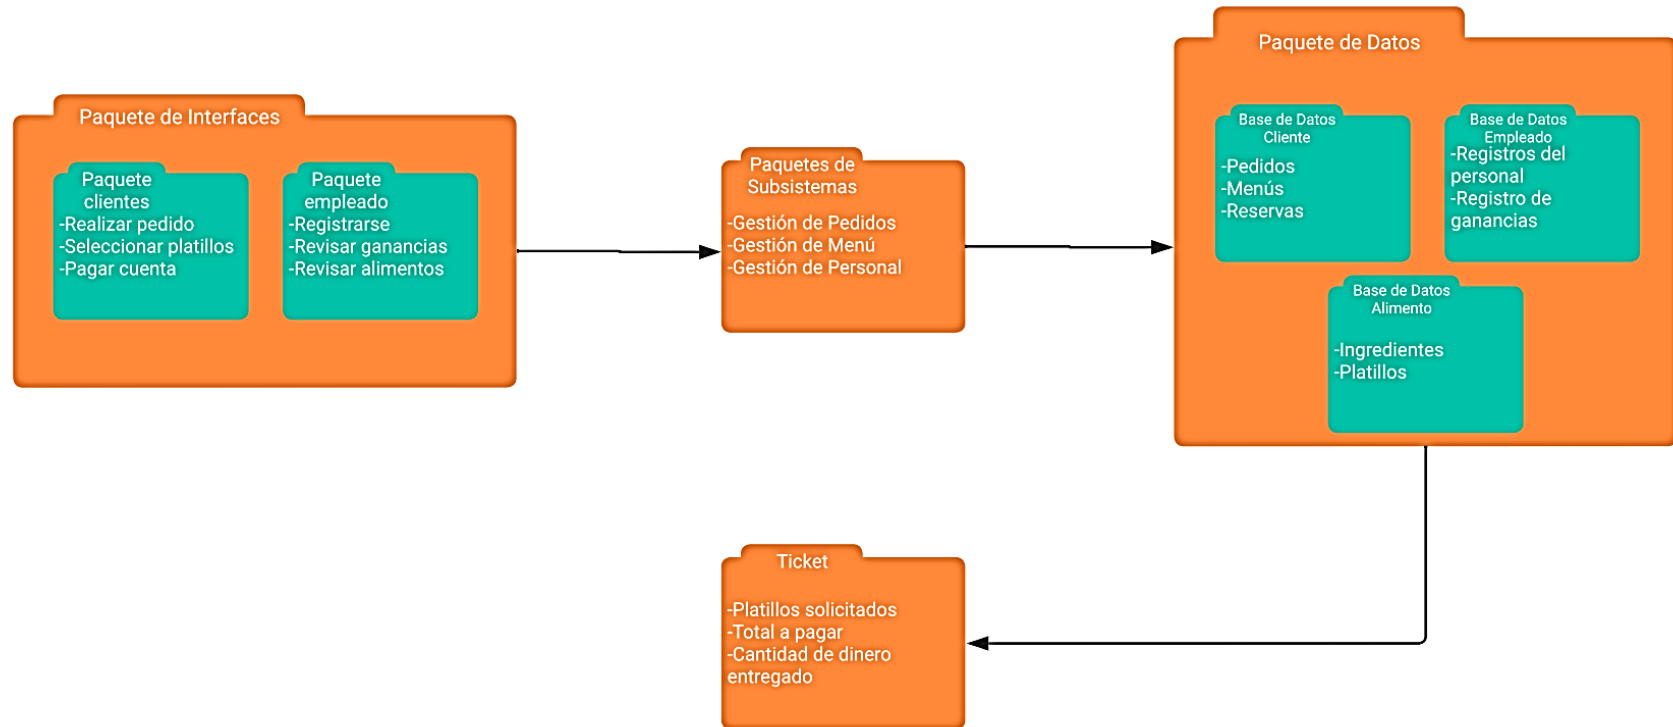 Paquete de Interfaces
Paquete
clientes
-Realizar pedido
-Seleccionar platillos
-Pagar cuenta
Paquete
empleado
-Registrarse
-Revisar ganancias
-Revisar alimentos
Paquetes de
Subsistemas
-Gestión de Pedidos
-Gestión de Menú
-Gestión de Personal
Paquete de Datos
Base de Datos
Cliente
-Pedidos
-Menús
-Reservas
Base de Datos
Empleado
-Registros del
personal
-Registro de
ganancias
Base de Datos
Alimento
-Ingredientes
-Platillos
Ticket
-Platillos solicitados
-Total a pagar
-Cantidad de dinero
entregado